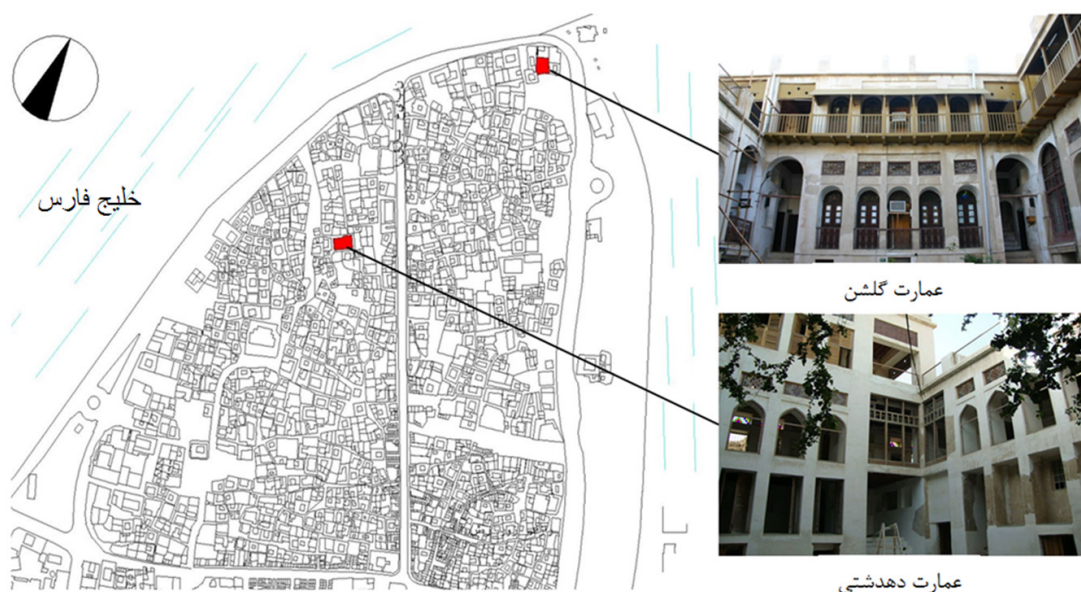 خلیج فارس
عمارت گلشن
عمارت دهدشتی